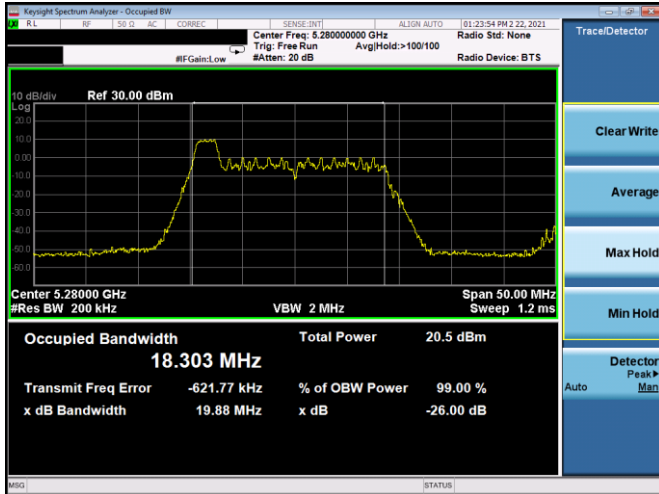 Keysight Spectrum Analyzer - Occupied BW
RL RF 50 Ω AC CORREC SENSE:INT ALIGN AUTO 01:23:54 PM 2 22, 2021
Center Freq: 5.280000000 GHz Radio Std: None
Trig: Free Run Avg|Hold:>100/100
#IFGain:Low #Atten: 20 dB Radio Device: BTS
Trace/Detector
10 dB/div Ref 30.00 dBm
Log
20.0
10.0
0.00
-10.0
-20.0
-30.0
-40.0
-50.0
-60.0
Center 5.28000 GHz Span 50.00 MHz
#Res BW 200 kHz VBW 2 MHz Sweep 1.2 ms
Occupied Bandwidth Total Power 20.5 dBm
18.303 MHz
Transmit Freq Error -621.77 kHz % of OBW Power 99.00 %
x dB Bandwidth 19.88 MHz x dB -26.00 dB
Clear Write
Average
Max Hold
Min Hold
Detector
Peak▶
Auto Man
MSG STATUS